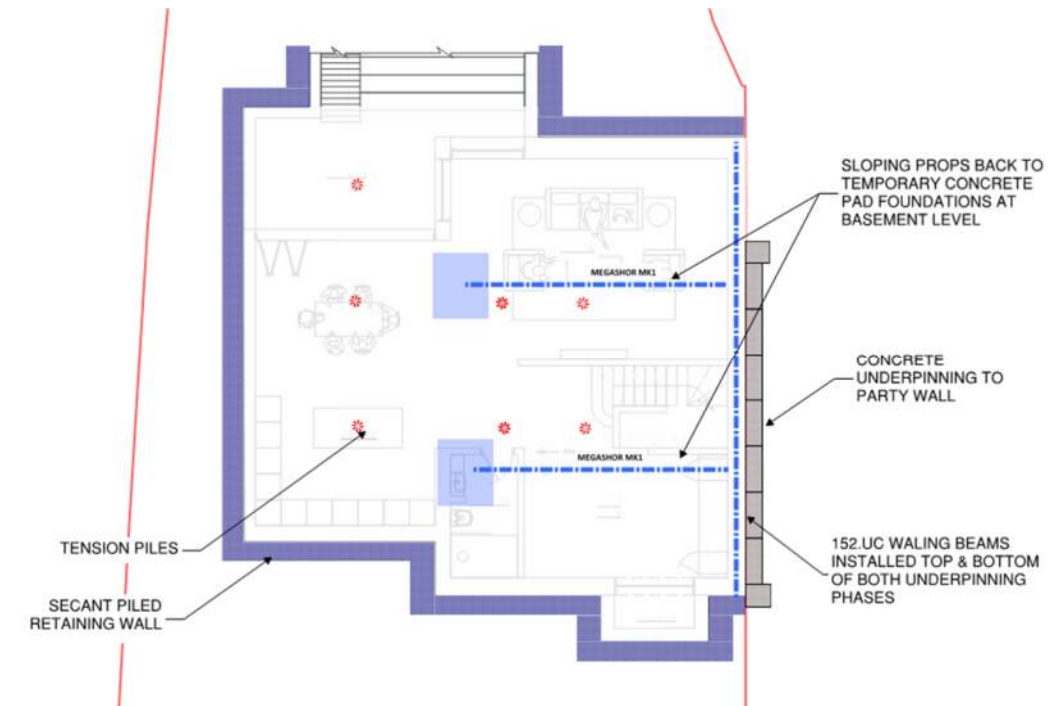 SLOPING PROPS BACK TO
TEMPORARY CONCRETE
PAD FOUNDATIONS AT
BASEMENT LEVEL
MEGASHOR MK1
CONCRETE
UNDERPINNING TO
PARTY WALL
MEGASHOR MK1
TENSION PILES
152.UC WALING BEAMS
INSTALLED TOP & BOTTOM
OF BOTH UNDERPINNING
PHASES
SECANT PILED
RETAINING WALL